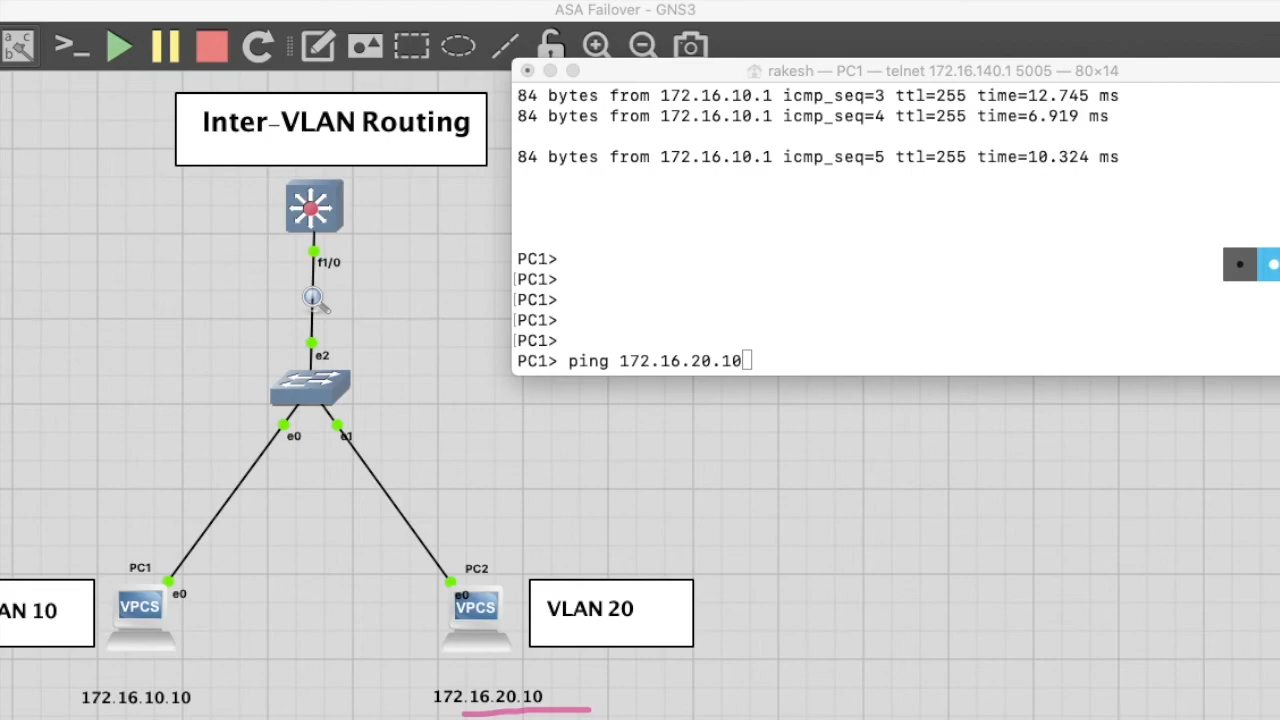 ASA Failover - GNS3
a c
b
>_
rakesh — PC1 — telnet 172.16.140.1 5005 — 80×14
84 bytes from 172.16.10.1 icmp_seq=3 ttl=255 time=12.745 ms
84 bytes from 172.16.10.1 icmp_seq=4 ttl=255 time=6.919 ms
84 bytes from 172.16.10.1 icmp_seq=5 ttl=255 time=10.324 ms
PC1>
[PC1>
[PC1>
[PC1>
[PC1>
PC1> ping 172.16.20.10
Inter-VLAN Routing
f1/0
e2
e0
e1
PC1
PC2
e0
e0
VPCS
VPCS
AN 10
VLAN 20
172.16.10.10
172.16.20.10